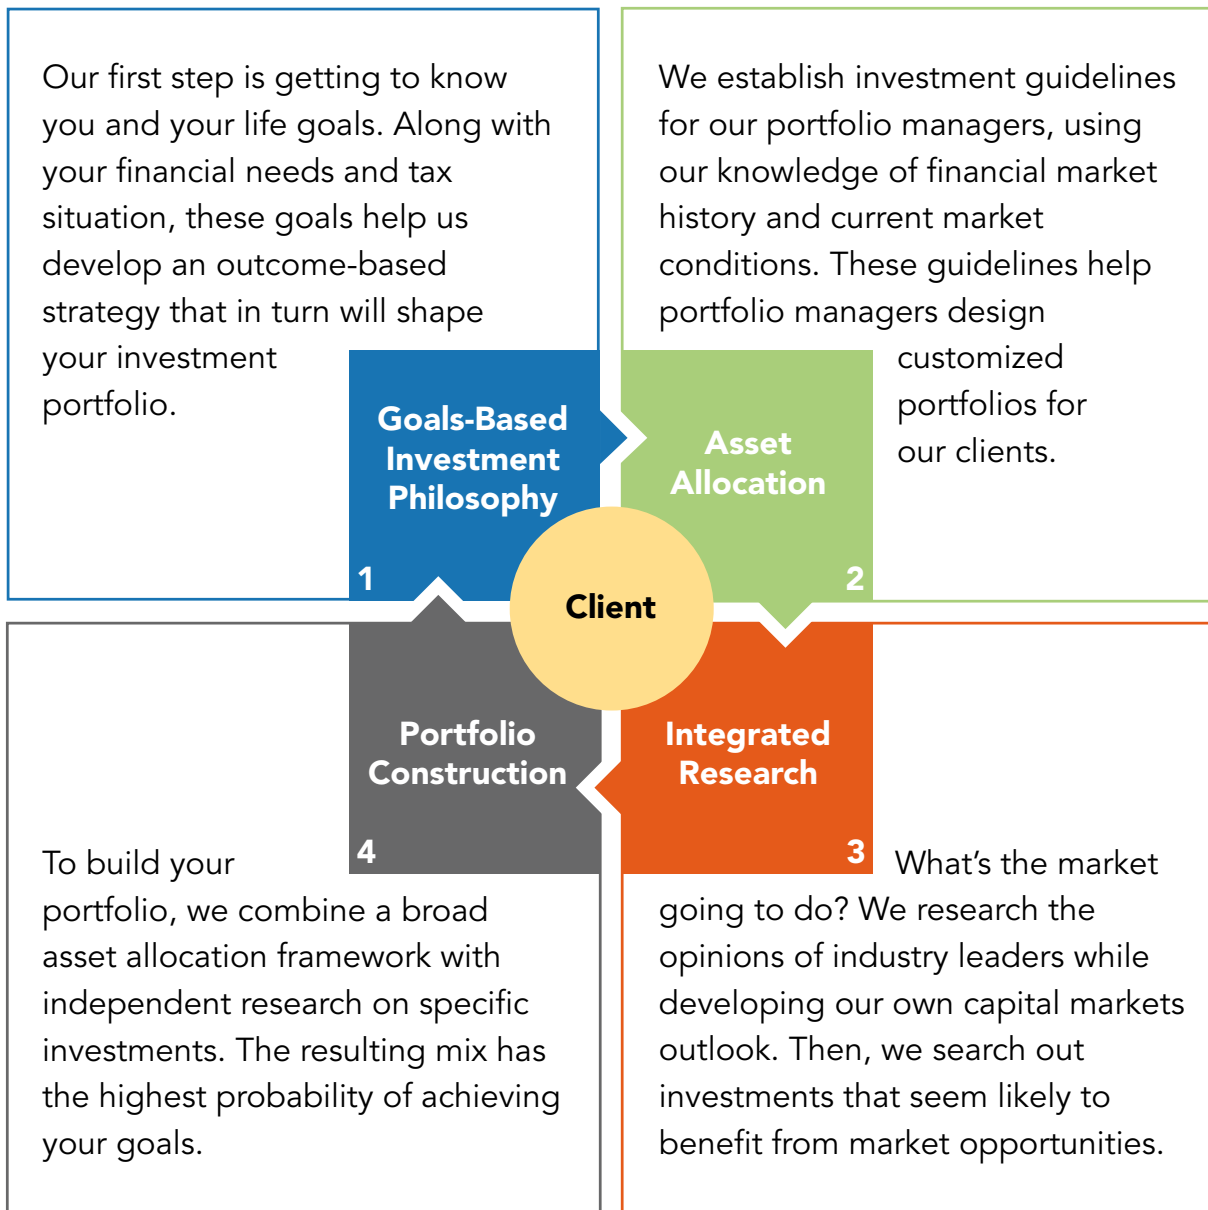 Our first step is getting to know
you and your life goals. Along with
your financial needs and tax
situation, these goals help us
develop an outcome-based
strategy that in turn will shape
your investment
portfolio.
Goals-Based
Investment
Philosophy
1
We establish investment guidelines
for our portfolio managers, using
our knowledge of financial market
history and current market
conditions. These guidelines help
portfolio managers design
customized
portfolios for
our clients.
Asset
Allocation
2
Client
Integrated
Research
3
What’s the market
going to do? We research the
opinions of industry leaders while
developing our own capital markets
outlook. Then, we search out
investments that seem likely to
benefit from market opportunities.
Portfolio
Construction
4
To build your
portfolio, we combine a broad
asset allocation framework with
independent research on specific
investments. The resulting mix has
the highest probability of achieving
your goals.